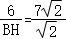 6/BH = 7√2/√2